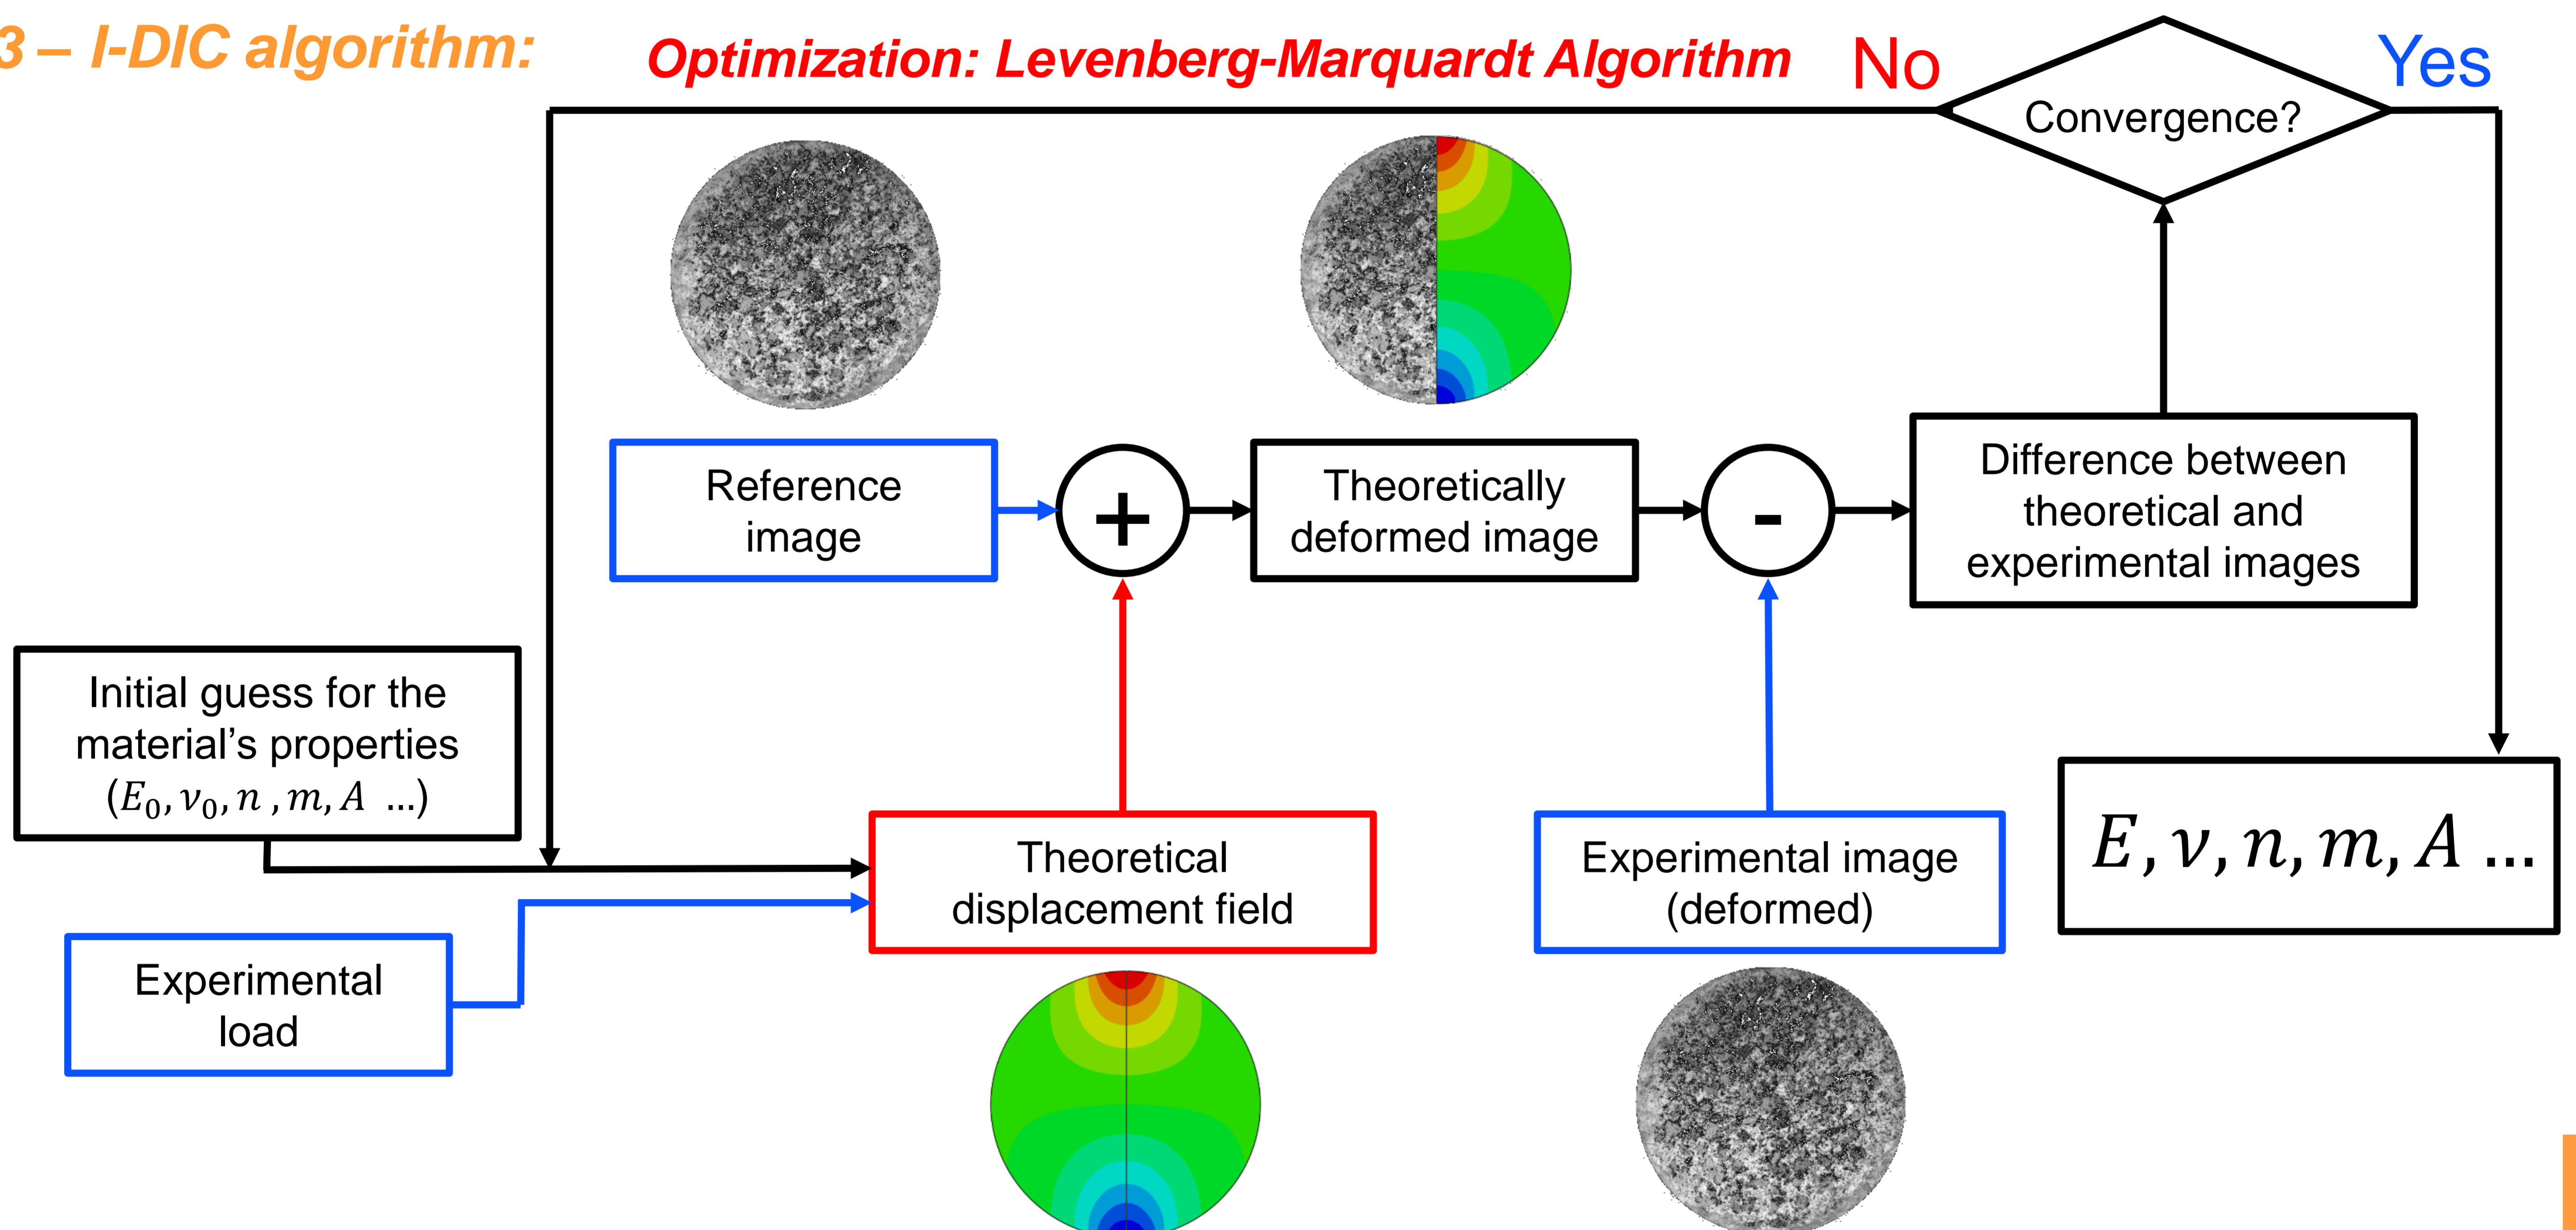 3 – I-DIC algorithm:
Optimization: Levenberg-Marquardt Algorithm
No
Yes
Convergence?
Reference
image
+
Theoretically
deformed image
-
Difference between
theoretical and
experimental images
Initial guess for the
material’s properties
(E₀, ν₀, n , m, A ...)
Theoretical
displacement field
Experimental image
(deformed)
E, ν, n, m, A ...
Experimental
load